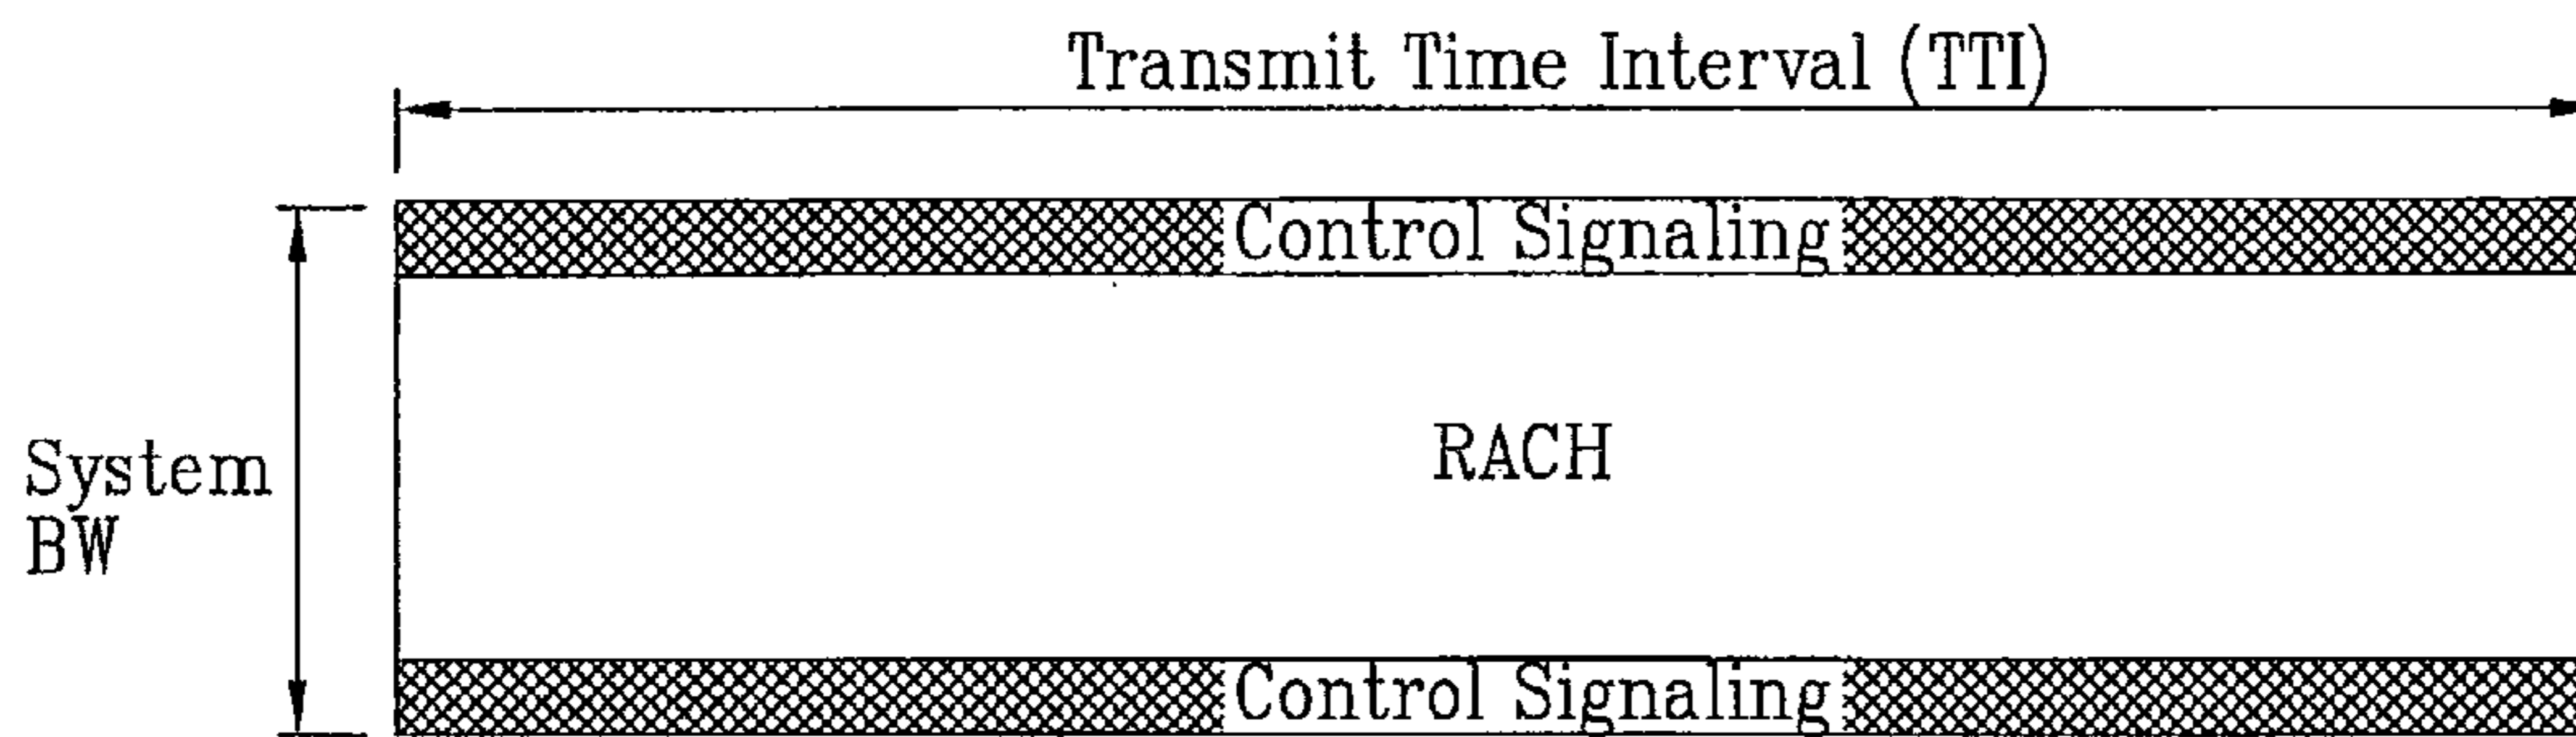 Transmit Time Interval (TTI)
Control Signaling
RACH
System
BW
Control Signaling